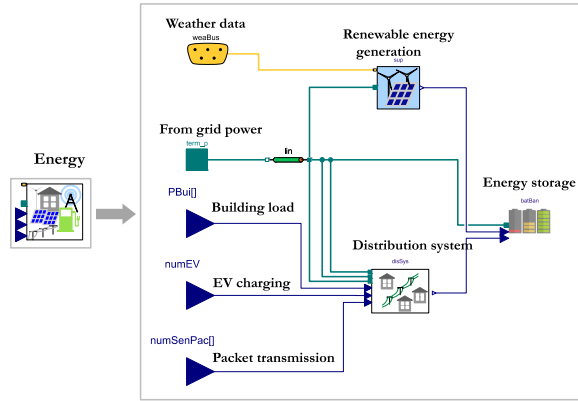 Weather data
weaBus
Renewable energy
generation
sup
From grid power
term_p
lin
Energy
PBui[]
Building load
Energy storage
batBan
Distribution system
disSys
numEV
EV charging
numSenPac[]
Packet transmission